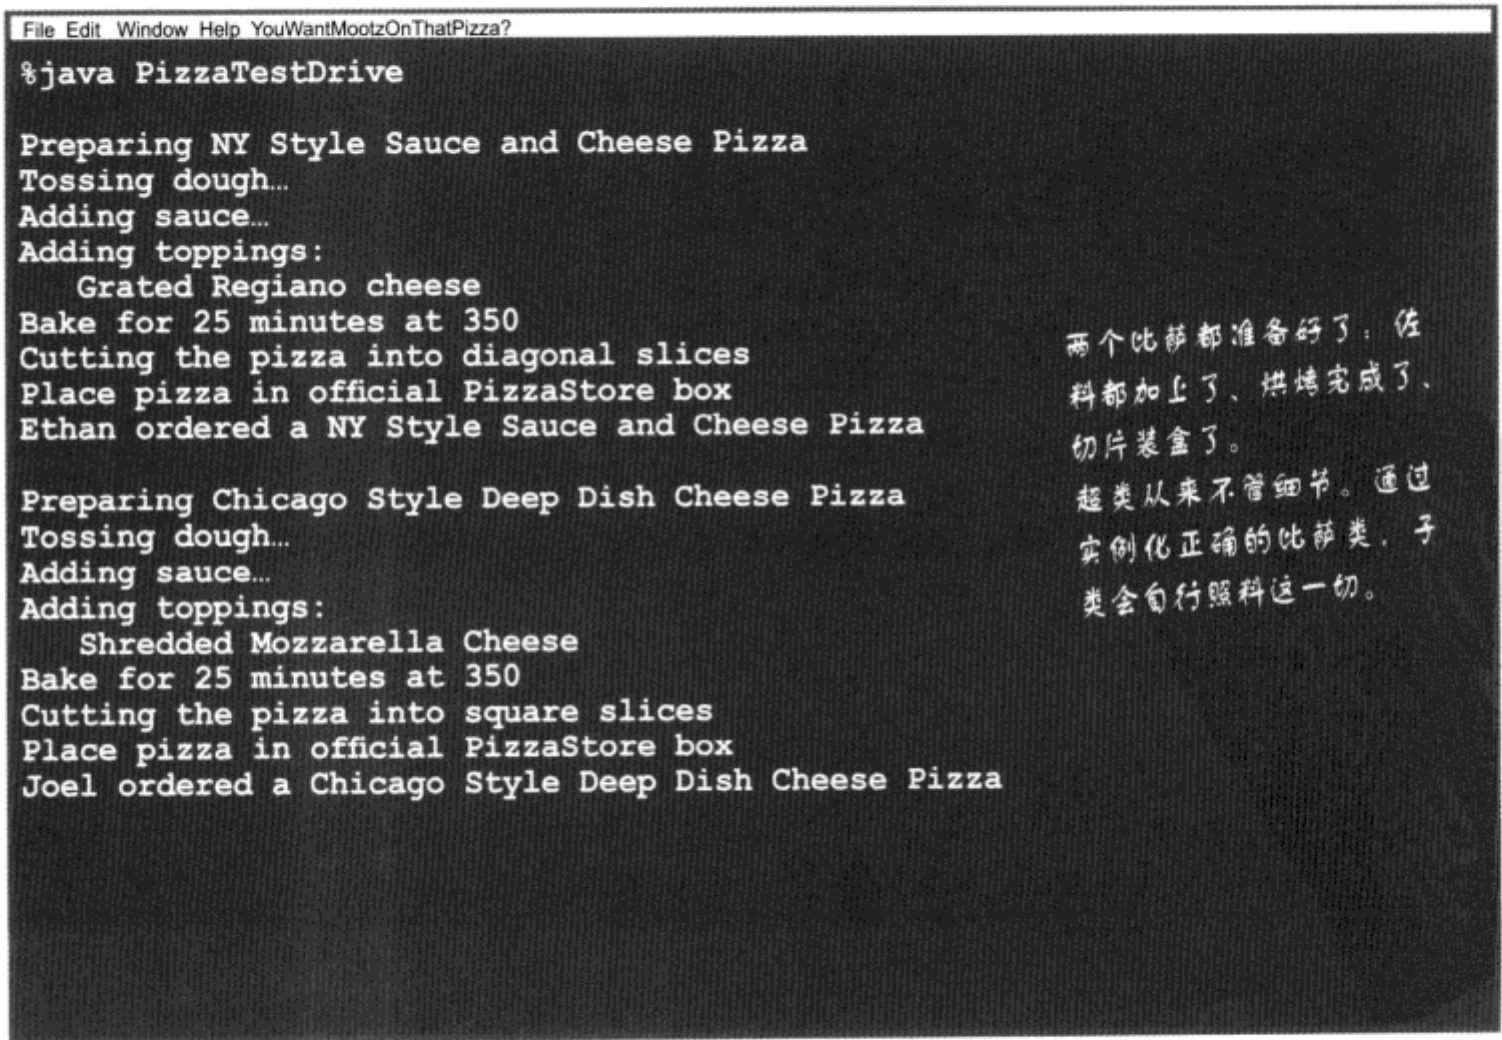 File Edit Window Help YouWantMootzOnThatPizza?
%java PizzaTestDrive
Preparing NY Style Sauce and Cheese Pizza
Tossing dough…
Adding sauce…
Adding toppings:
Grated Regiano cheese
Bake for 25 minutes at 350
Cutting the pizza into diagonal slices
Place pizza in official PizzaStore box
Ethan ordered a NY Style Sauce and Cheese Pizza
Preparing Chicago Style Deep Dish Cheese Pizza
Tossing dough…
Adding sauce…
Adding toppings:
Shredded Mozzarella Cheese
Bake for 25 minutes at 350
Cutting the pizza into square slices
Place pizza in official PizzaStore box
Joel ordered a Chicago Style Deep Dish Cheese Pizza
两个比萨都准备好了：佐
料都加上了、烘烤完成了、
切片装盒了。
超类从来不管细节。通过
实例化正确的比萨类，子
类会自行照料这一切。